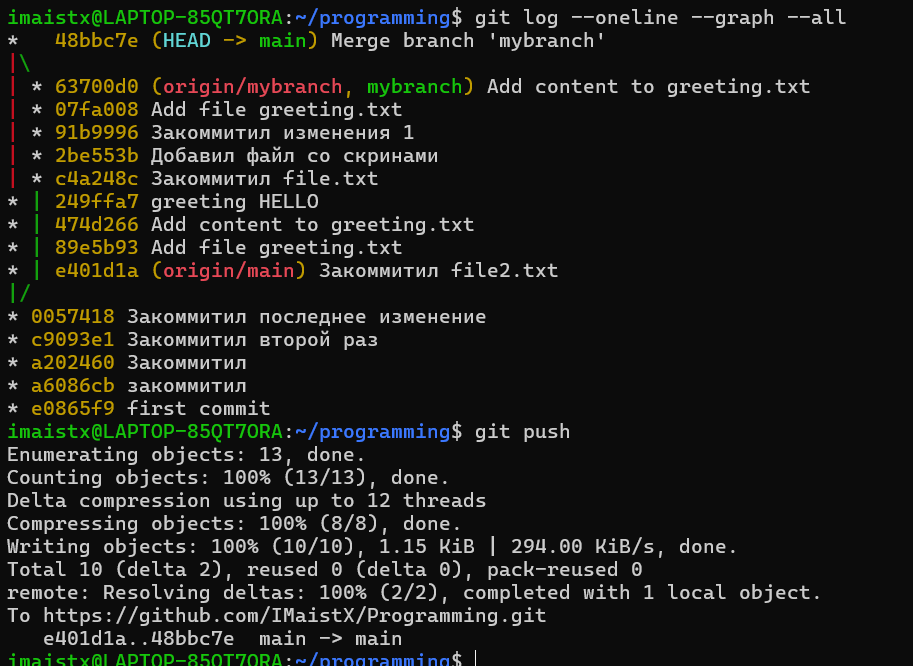 imaistx@LAPTOP-85QT7ORA:~/programming$ git log --oneline --graph --all
*   48bbc7e (HEAD -> main) Merge branch 'mybranch'
|\
| * 63700d0 (origin/mybranch, mybranch) Add content to greeting.txt
| * 07fa008 Add file greeting.txt
| * 91b9996 Закоммитил изменения 1
| * 2be553b Добавил файл со скринами
| * c4a248c Закоммитил file.txt
* | 249ffa7 greeting HELLO
* | 474d266 Add content to greeting.txt
* | 89e5b93 Add file greeting.txt
* | e401d1a (origin/main) Закоммитил file2.txt
|/
* 0057418 Закоммитил последнее изменение
* c9093e1 Закоммитил второй раз
* a202460 Закоммитил
* a6086cb закоммитил
* e0865f9 first commit
imaistx@LAPTOP-85QT7ORA:~/programming$ git push
Enumerating objects: 13, done.
Counting objects: 100% (13/13), done.
Delta compression using up to 12 threads
Compressing objects: 100% (8/8), done.
Writing objects: 100% (10/10), 1.15 KiB | 294.00 KiB/s, done.
Total 10 (delta 2), reused 0 (delta 0), pack-reused 0
remote: Resolving deltas: 100% (2/2), completed with 1 local object.
To https://github.com/IMaistX/Programming.git
   e401d1a..48bbc7e  main -> main
imaistx@LAPTOP-85QT7ORA:~/programming$